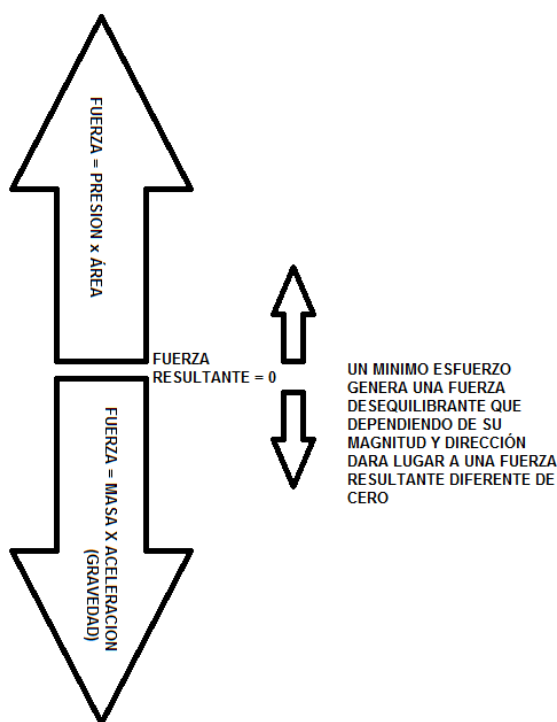 FUERZA = PRESION x ÁREA
FUERZA
RESULTANTE = 0
FUERZA = MASA X ACELERACION
(GRAVEDAD)
UN MINIMO ESFUERZO
GENERA UNA FUERZA
DESEQUILIBRANTE QUE
DEPENDIENDO DE SU
MAGNITUD Y DIRECCIÓN
DARA LUGAR A UNA FUERZA
RESULTANTE DIFERENTE DE
CERO